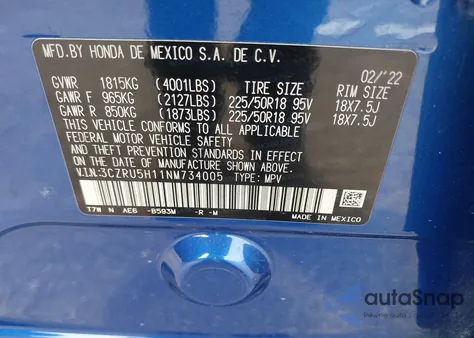 MFD.BY HONDA DE MEXICO S.A. DE C.V.
02/'22
GVWR 1815KG (4001LBS) TIRE SIZE RIM SIZE
GAWR F 965KG (2127LBS) 225/50R18 95V 18X7.5J
GAWR R 850KG (1873LBS) 225/50R18 95V 18X7.5J
THIS VEHICLE CONFORMS TO ALL APPLICABLE
FEDERAL MOTOR VEHICLE SAFETY AND
THEFT PREVENTION STANDARDS IN EFFECT ON
THE DATE OF MANUFACTURE SHOWN ABOVE.
V.I.N:3CZRU5H11NM734005 TYPE: MPV
T7W N AE6 -B593M -R -M
MADE IN MEXICO
autoSnap